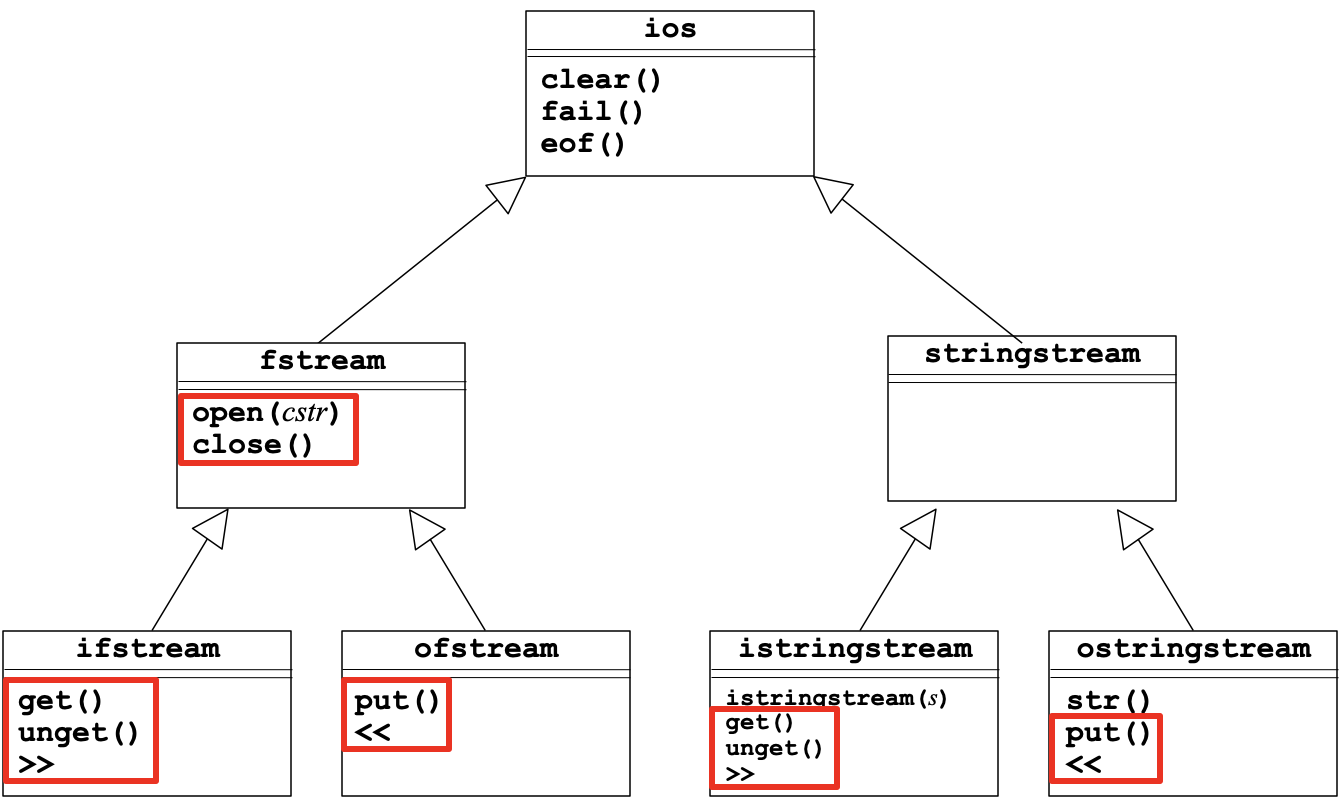 ios
clear()
fail()
eof()
fstream
open(cstr)
close()
stringstream
ifstream
get()
unget()
>>
ofstream
put()
<<
istringstream
istringstream(s)
get()
unget()
>>
ostringstream
str()
put()
<<